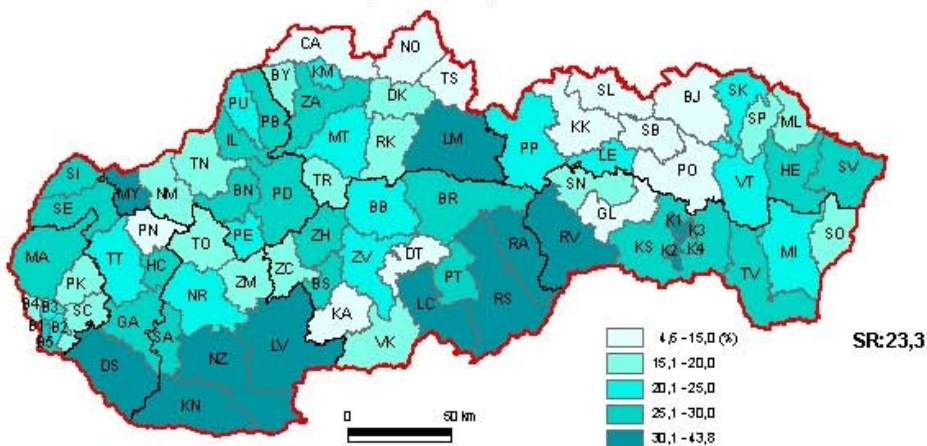 CA
NO
TS
BY
KM
PU
PB
ZA
DK
IL
MT
RK
LM
PP
KK
SL
SB
BJ
SK
SP
ML
LE
PO
VT
HE
SV
SI
SE
MY
NM
TN
BN
PD
TR
BB
BR
SN
GL
PN
TO
PE
ZH
ZV
DT
PT
RA
RV
KS
K1
K2
K3
K4
TV
MI
SO
MA
TT
HC
NR
ZM
ZC
BS
KA
LC
RS
PK
SC
B4
B3
B1
B2
B5
GA
SA
DS
NZ
LV
KN
VK
4,6 - 15,0 (%)
15,1 - 20,0
20,1 - 25,0
25,1 - 30,0
30,1 - 43,8
SR:23,3
0 50 km